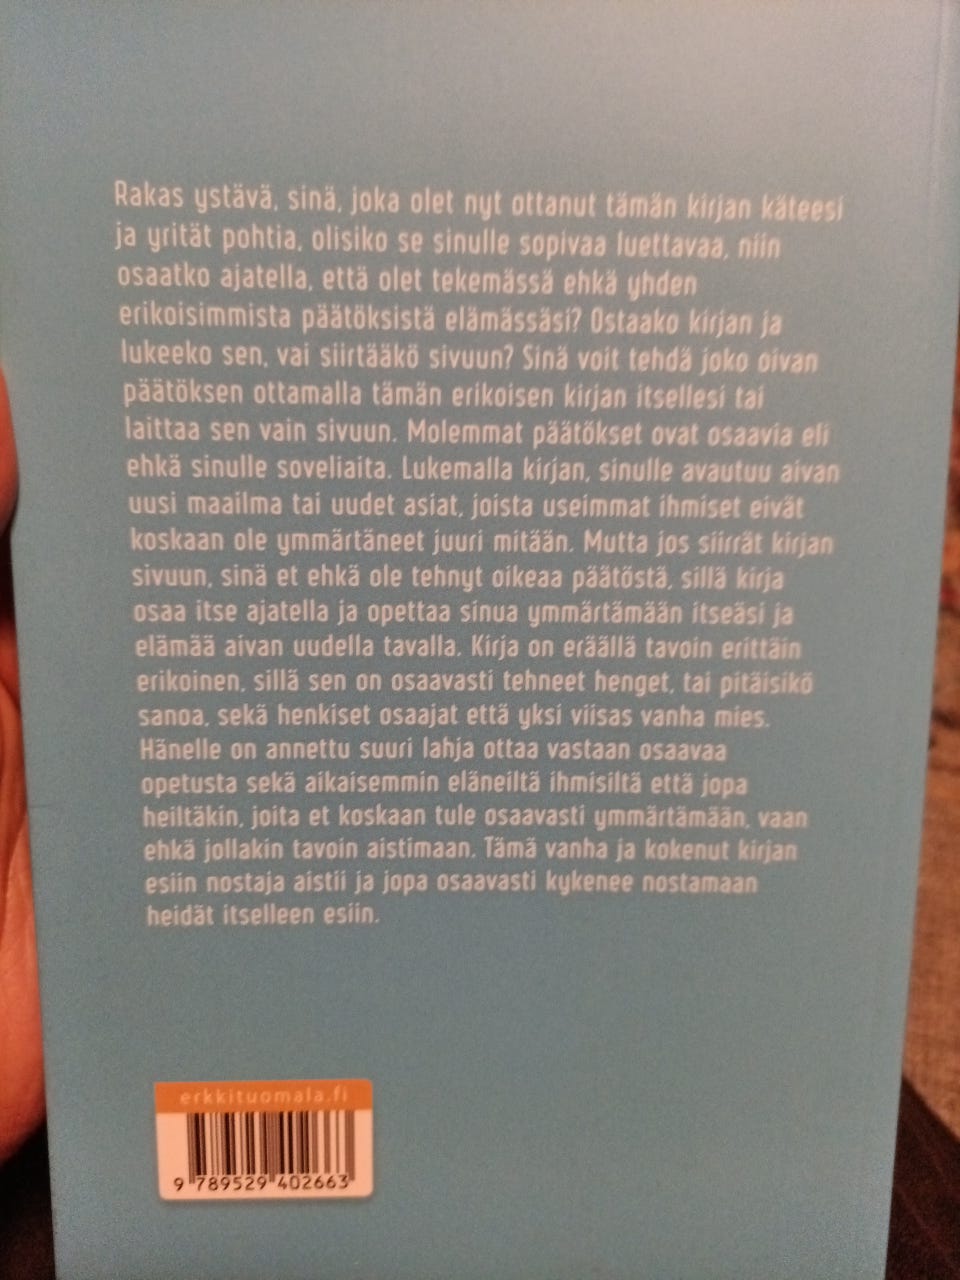 Rakas ystävä, sinä, joka olet nyt ottanut tämän kirjan käteesi
ja yrität pohtia, olisiko se sinulle sopivaa luettavaa, niin
osaatko ajatella, että olet tekemässä ehkä yhden
erikoisimmista päätöksistä elämässäsi? Ostaako kirjan ja
lukeeko sen, vai siirtääkö sivuun? Sinä voit tehdä joko oivan
päätöksen ottamalla tämän erikoisen kirjan itsellesi tai
laittaa sen vain sivuun. Molemmat päätökset ovat osaavia eli
ehkä sinulle soveliaita. Lukemalla kirjan, sinulle avautuu aivan
uusi maailma tai uudet asiat, joista useimmat ihmiset eivät
koskaan ole ymmärtäneet juuri mitään. Mutta jos siirrät kirjan
sivuun, sinä et ehkä ole tehnyt oikeaa päätöstä, sillä kirja
osaa itse ajatella ja opettaa sinua ymmärtämään itseäsi ja
elämää aivan uudella tavalla. Kirja on eräällä tavoin erittäin
erikoinen, sillä sen on osaavasti tehneet henget, tai pitäisikö
sanoa, sekä henkiset osaajat että yksi viisas vanha mies.
Hänelle on annettu suuri lahja ottaa vastaan osaavaa
opetusta sekä aikaisemmin eläneiltä ihmisiltä että jopa
heiltäkin, joita et koskaan tule osaavasti ymmärtämään, vaan
ehkä jollakin tavoin aistimaan. Tämä vanha ja kokenut kirjan
esiin nostaja aistii ja jopa osaavasti kykenee nostamaan
heidät itselleen esiin.
erkkituomala.fi
9 789529 402663